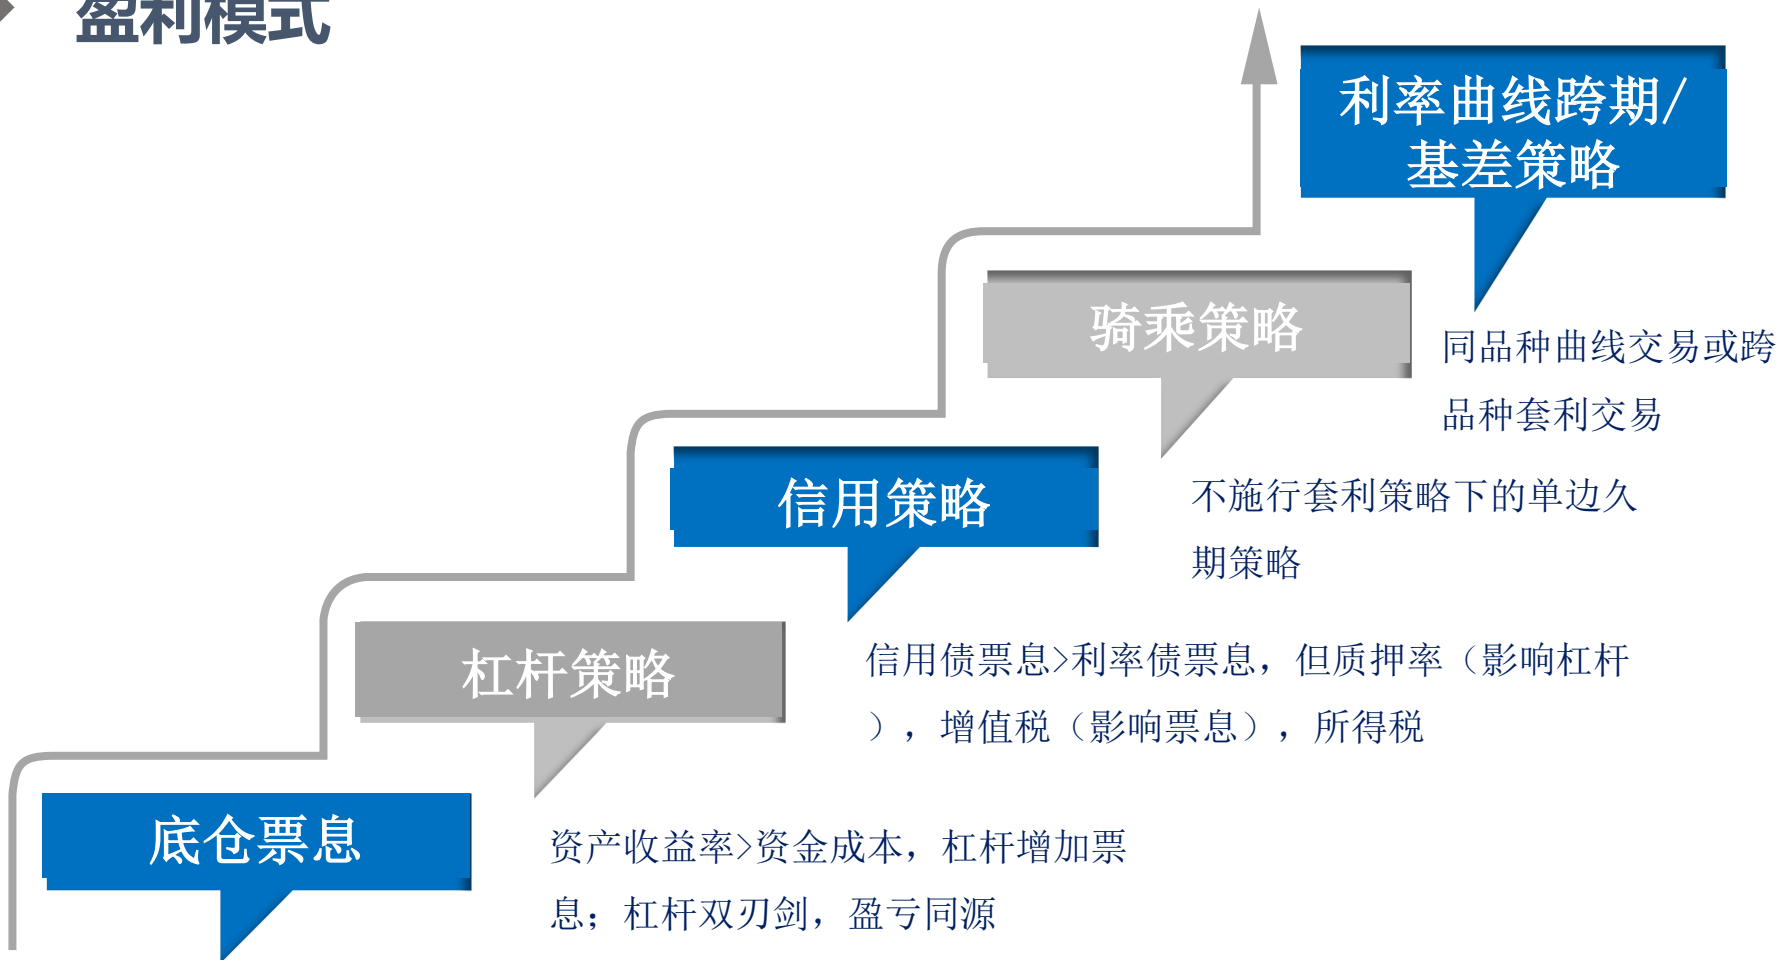 盈利模式
利率曲线跨期/
基差策略
同品种曲线交易或跨
品种套利交易
骑乘策略
不施行套利策略下的单边久
期策略
信用策略
信用债票息>利率债票息，但质押率（影响杠杆
），增值税（影响票息），所得税
杠杆策略
资产收益率>资金成本，杠杆增加票
息；杠杆双刃剑，盈亏同源
底仓票息